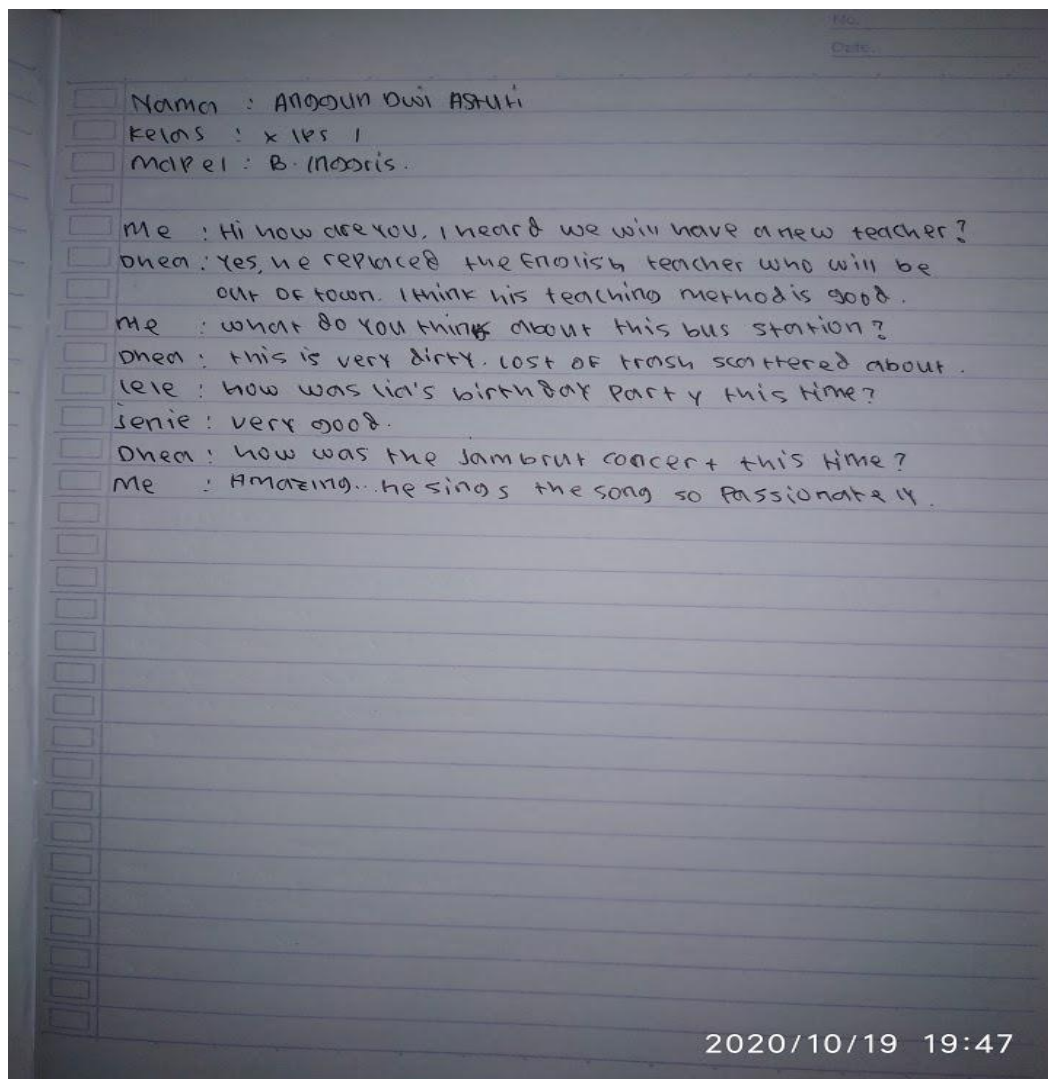 No.
Date.
Nama : Anggun Dwi Astuti
Kelas : X IPS 1
Mapel : B. Inggris.
Me : Hi how are you, I heard we will have a new teacher?
Dhea : Yes, he replaced the English teacher who will be
out of town. I think his teaching method is good.
Me : what do you things about this bus station?
Dhea : this is very dirty. Lost of trash scattered about.
lele : how was lia's birthday party this time?
Jenie : very good.
Dhea : how was the Jambrut concert this time?
Me : Amazing.. he sings the song so passionately.
2020/10/19 19:47